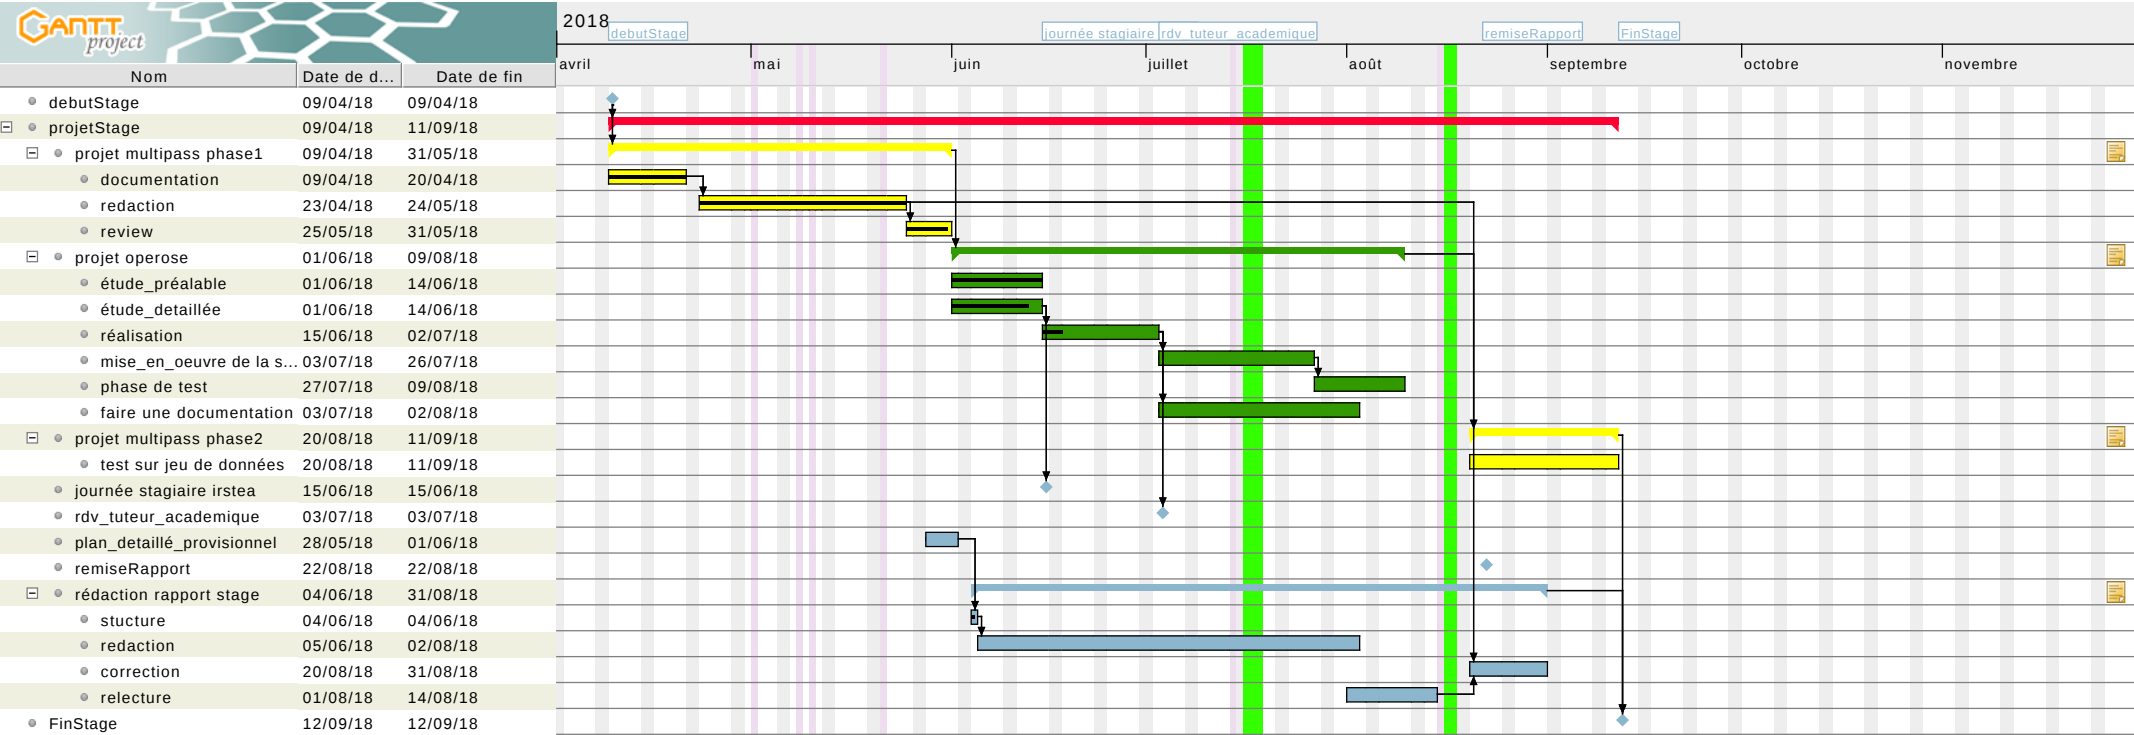 GANTT
project
2018
debutStage journée stagiaire rdv_tuteur_academique remiseRapport FinStage
avril mai juin juillet août septembre octobre novembre
Nom Date de d... Date de fin
debutStage 09/04/18 09/04/18
projetStage 09/04/18 11/09/18
projet multipass phase1 09/04/18 31/05/18
documentation 09/04/18 20/04/18
redaction 23/04/18 24/05/18
review 25/05/18 31/05/18
projet operose 01/06/18 09/08/18
étude_préalable 01/06/18 14/06/18
étude_detaillée 01/06/18 14/06/18
réalisation 15/06/18 02/07/18
mise_en_oeuvre de la s... 03/07/18 26/07/18
phase de test 27/07/18 09/08/18
faire une documentation 03/07/18 02/08/18
projet multipass phase2 20/08/18 11/09/18
test sur jeu de données 20/08/18 11/09/18
journée stagiaire irstea 15/06/18 15/06/18
rdv_tuteur_academique 03/07/18 03/07/18
plan_detaillé_provisionnel 28/05/18 01/06/18
remiseRapport 22/08/18 22/08/18
rédaction rapport stage 04/06/18 31/08/18
stucture 04/06/18 04/06/18
redaction 05/06/18 02/08/18
correction 20/08/18 31/08/18
relecture 01/08/18 14/08/18
FinStage 12/09/18 12/09/18